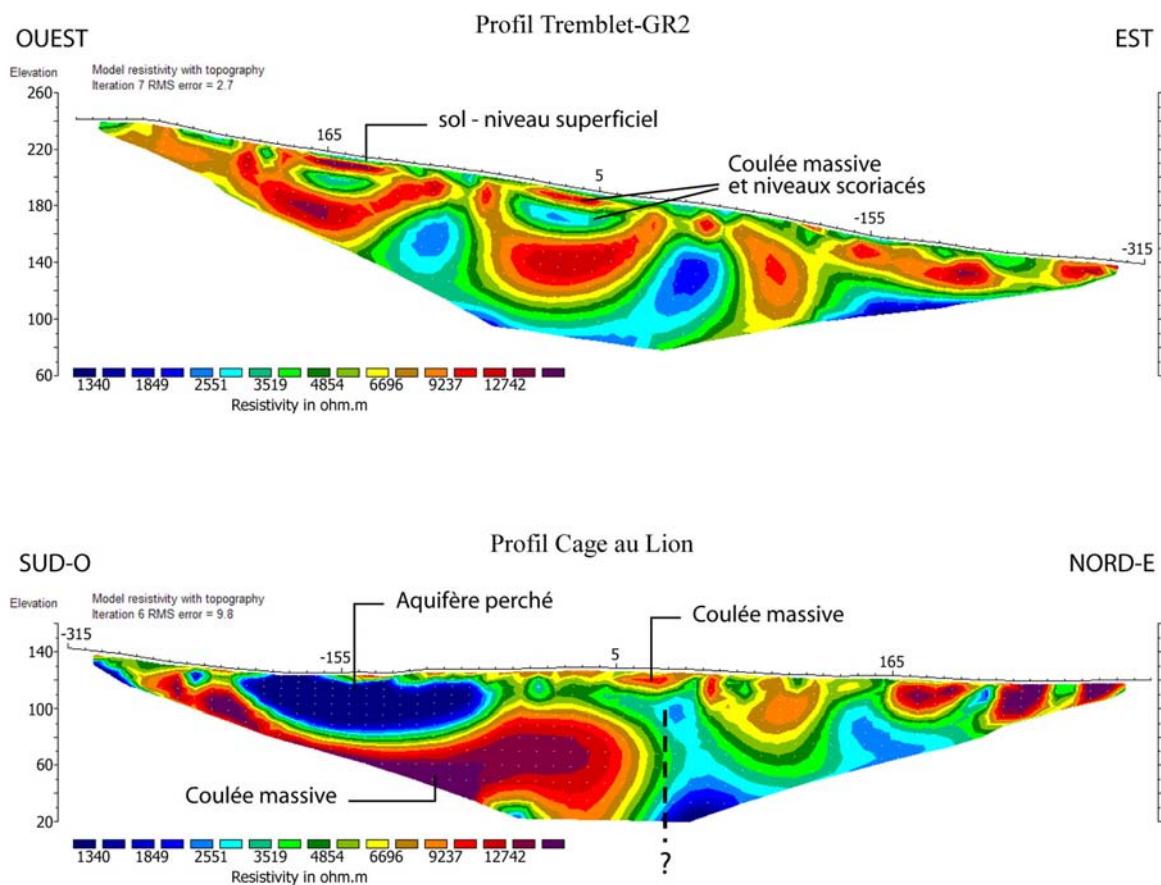 Profil Tremblet-GR2
OUEST
EST
Elevation
Model resistivity with topography
Iteration 7 RMS error = 2.7
260
220
180
140
100
60
165
5
-155
-315
sol - niveau superficiel
Coulée massive
et niveaux scoriacés
1340 1849 2551 3519 4854 6696 9237 12742
Resistivity in ohm.m
Profil Cage au Lion
SUD-O
NORD-E
Elevation
Model resistivity with topography
Iteration 6 RMS error = 9.8
-315
-155
5
165
140
100
60
20
Aquifère perché
Coulée massive
Coulée massive
?
1340 1849 2551 3519 4854 6696 9237 12742
Resistivity in ohm.m